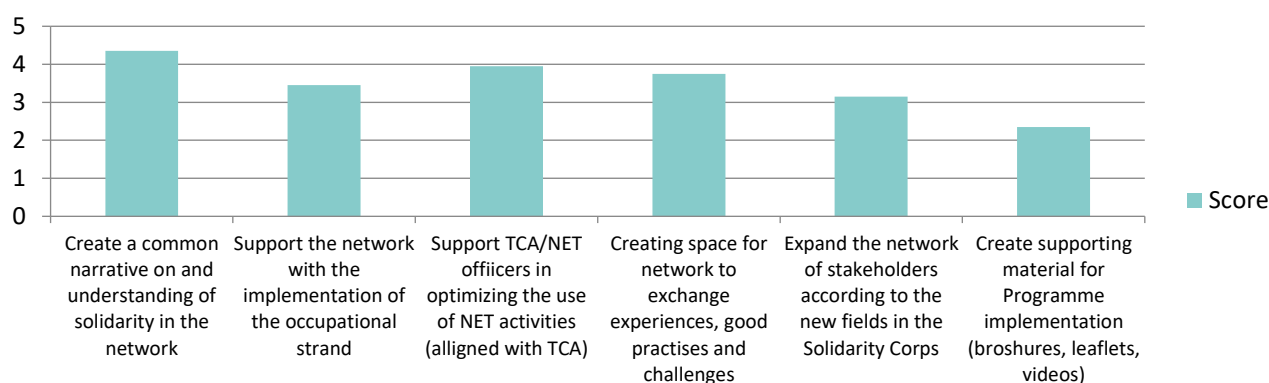 5
4
3
2
1
0
Create a common
narrative on and
understanding of
solidarity in the
network
Support the network
with the
implementation of
the occupational
strand
Support TCA/NET
offiicers in
optimizing the use
of NET activities
(alligned with TCA)
Creating space for
network to
exchange
experiences, good
practises and
challenges
Expand the network
of stakeholders
according to the
new fields in the
Solidarity Corps
Create supporting
material for
Programme
implementation
(broshures, leaflets,
videos)
Score